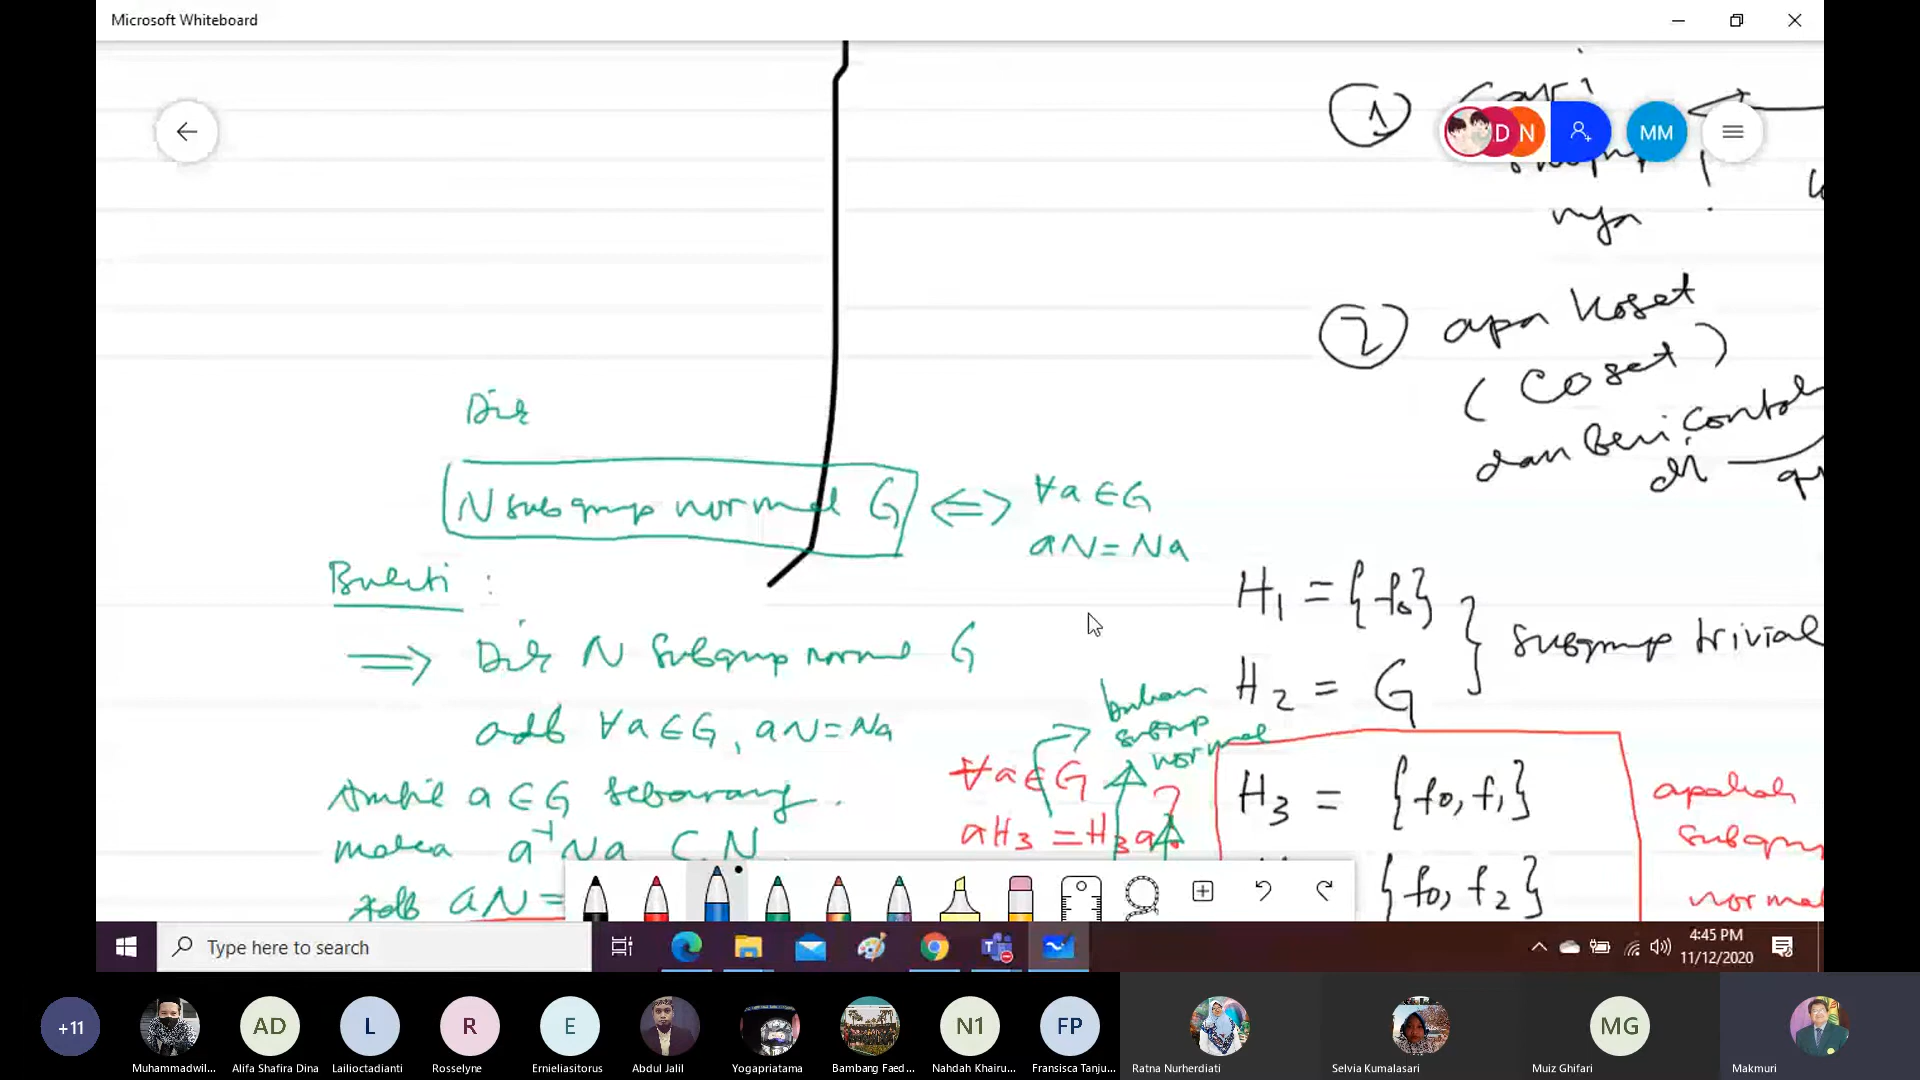 Microsoft Whiteboard
1
Cari
nya
D N
MM
2 apa koset
(Coset)
dan Beri contoh
di
Dik
N subgrup normal G ⇔ ∀a ∈ G
aN = Na
Bukti :
⇒ Dik N subgrup normal G
adb ∀a ∈ G, aN = Na
Ambil a ∈ G sebarang.
maka a⁻¹Na ⊂ N
adb aN =
bukan
subgrup
normal
∀a ∈ G
aH₃ = H₃a ?
H₁ = {f₀}
H₂ = G
} subgrup trivial
H₃ = {f₀, f₁}
{f₀, f₂}
apakah
subgru
norma
Type here to search
4:45 PM
11/12/2020
+11
AD
L
R
E
N1
FP
MG
Muhammadwil...
Alifa Shafira Dina
Lailioctadianti
Rosselyne
Ernieliasitorus
Abdul Jalil
Yogapriatama
Bambang Faed...
Nahdah Khairu...
Fransisca Tanju...
Ratna Nurherdiati
Selvia Kumalasari
Muiz Ghifari
Makmuri